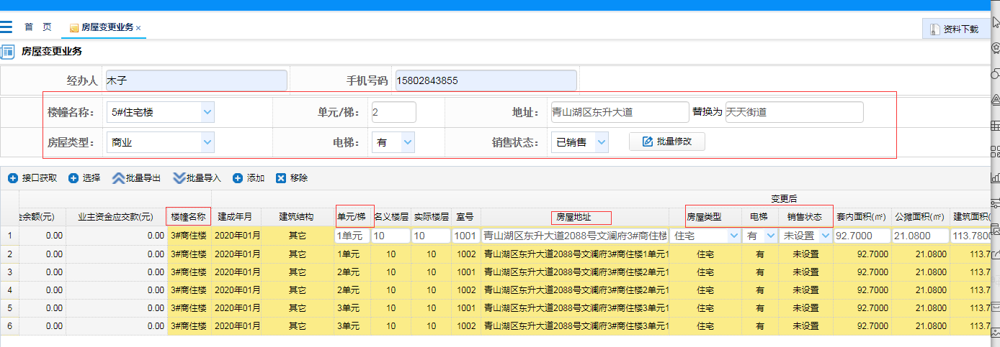 首 页 房屋变更业务 × 资料下载
房屋变更业务
经办人 木子 手机号码 15802843855
楼幢名称： 5#住宅楼 单元/梯： 2 地址： 青山湖区东升大道 替换为 天天街道
房屋类型： 商业 电梯： 有 销售状态： 已销售 批量修改
接口获取 选择 批量导出 批量导入 添加 移除
变更后
金余额(元) 业主资金应交款(元) 楼幢名称 建成年月 建筑结构 单元/梯 名义楼层 实际楼层 室号 房屋地址 房屋类型 电梯 销售状态 套内面积(㎡) 公摊面积(㎡) 建筑面积(
1 0.00 0.00 3#商住楼 2020年01月 其它 1单元 10 10 1001 青山湖区东升大道2088号文澜府3#商住楼 住宅 有 未设置 92.7000 21.0800 113.7800
2 0.00 0.00 3#商住楼 2020年01月 其它 1单元 10 10 1002 青山湖区东升大道2088号文澜府3#商住楼1单元1 住宅 有 未设置 92.7000 21.0800 113.7
3 0.00 0.00 3#商住楼 2020年01月 其它 2单元 10 10 1001 青山湖区东升大道2088号文澜府3#商住楼2单元1 住宅 有 未设置 92.7000 21.0800 113.7
4 0.00 0.00 3#商住楼 2020年01月 其它 2单元 10 10 1002 青山湖区东升大道2088号文澜府3#商住楼2单元1 住宅 有 未设置 92.7000 21.0800 113.7
5 0.00 0.00 3#商住楼 2020年01月 其它 3单元 10 10 1001 青山湖区东升大道2088号文澜府3#商住楼3单元1 住宅 有 未设置 92.7000 21.0800 113.7
6 0.00 0.00 3#商住楼 2020年01月 其它 3单元 10 10 1002 青山湖区东升大道2088号文澜府3#商住楼3单元1 住宅 有 未设置 92.7000 21.0800 113.7